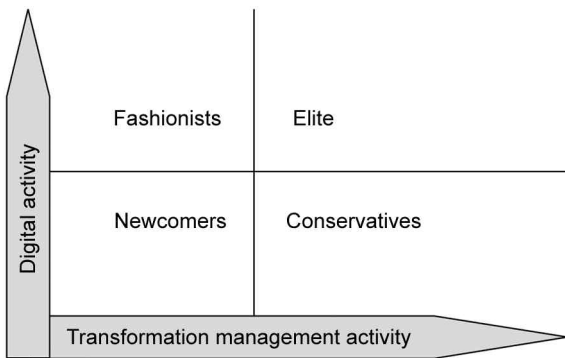 Fashionists
Elite
Digital activity
Newcomers
Conservatives
Transformation management activity